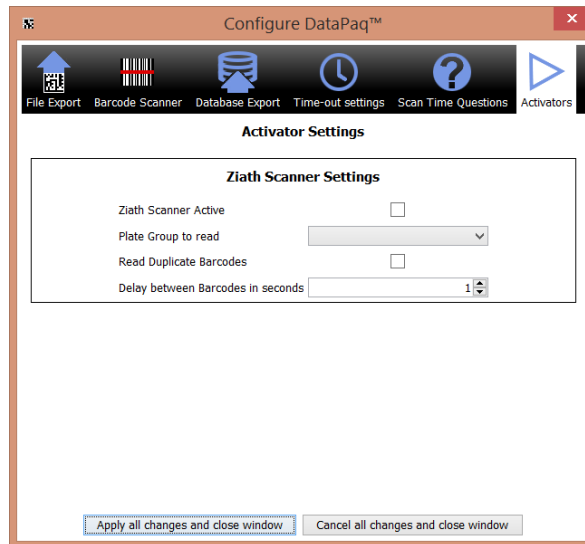 Configure DataPaq™
File Export Barcode Scanner Database Export Time-out settings Scan Time Questions Activators
Activator Settings
Ziath Scanner Settings
Ziath Scanner Active
Plate Group to read
Read Duplicate Barcodes
Delay between Barcodes in seconds 1
Apply all changes and close window Cancel all changes and close window